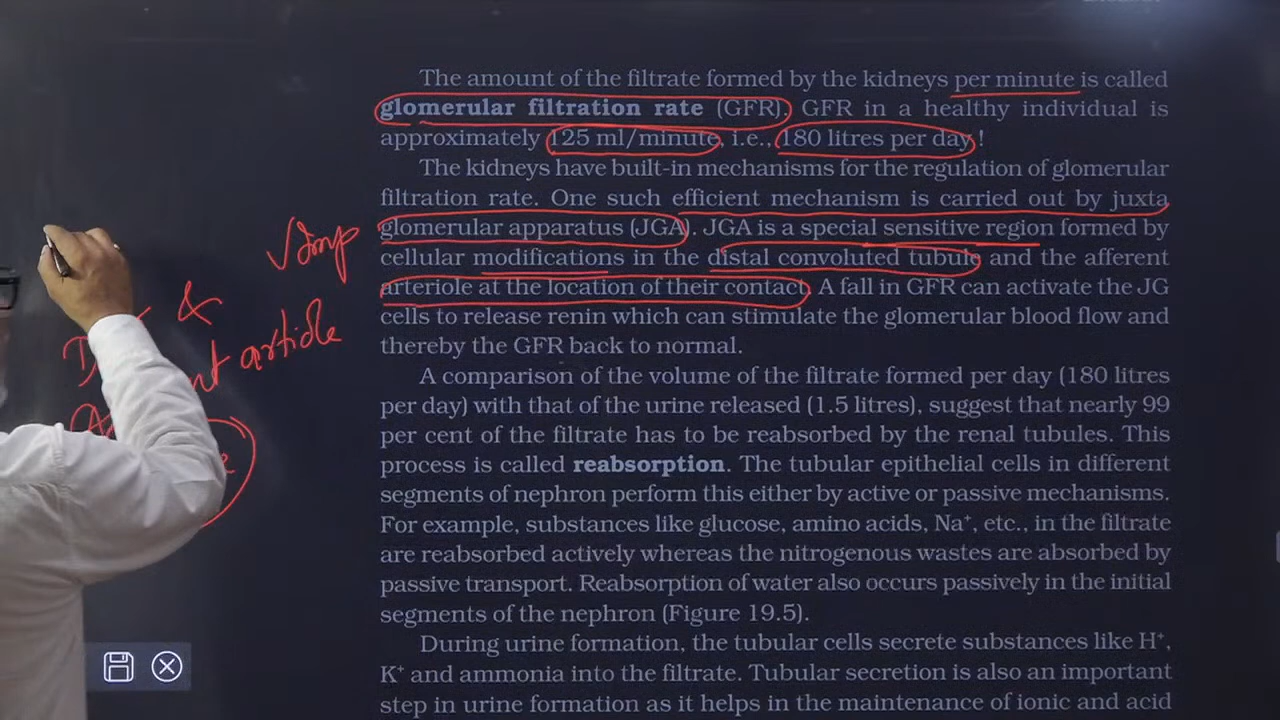 The amount of the filtrate formed by the kidneys per minute is called
glomerular filtration rate (GFR). GFR in a healthy individual is
approximately 125 ml/minute, i.e., 180 litres per day !
The kidneys have built-in mechanisms for the regulation of glomerular
filtration rate. One such efficient mechanism is carried out by juxta
glomerular apparatus (JGA). JGA is a special sensitive region formed by
cellular modifications in the distal convoluted tubule and the afferent
arteriole at the location of their contact. A fall in GFR can activate the JG
cells to release renin which can stimulate the glomerular blood flow and
thereby the GFR back to normal.
A comparison of the volume of the filtrate formed per day (180 litres
per day) with that of the urine released (1.5 litres), suggest that nearly 99
per cent of the filtrate has to be reabsorbed by the renal tubules. This
process is called reabsorption. The tubular epithelial cells in different
segments of nephron perform this either by active or passive mechanisms.
For example, substances like glucose, amino acids, Na⁺, etc., in the filtrate
are reabsorbed actively whereas the nitrogenous wastes are absorbed by
passive transport. Reabsorption of water also occurs passively in the initial
segments of the nephron (Figure 19.5).
During urine formation, the tubular cells secrete substances like H⁺,
K⁺ and ammonia into the filtrate. Tubular secretion is also an important
step in urine formation as it helps in the maintenance of ionic and acid
√Imp
&
article